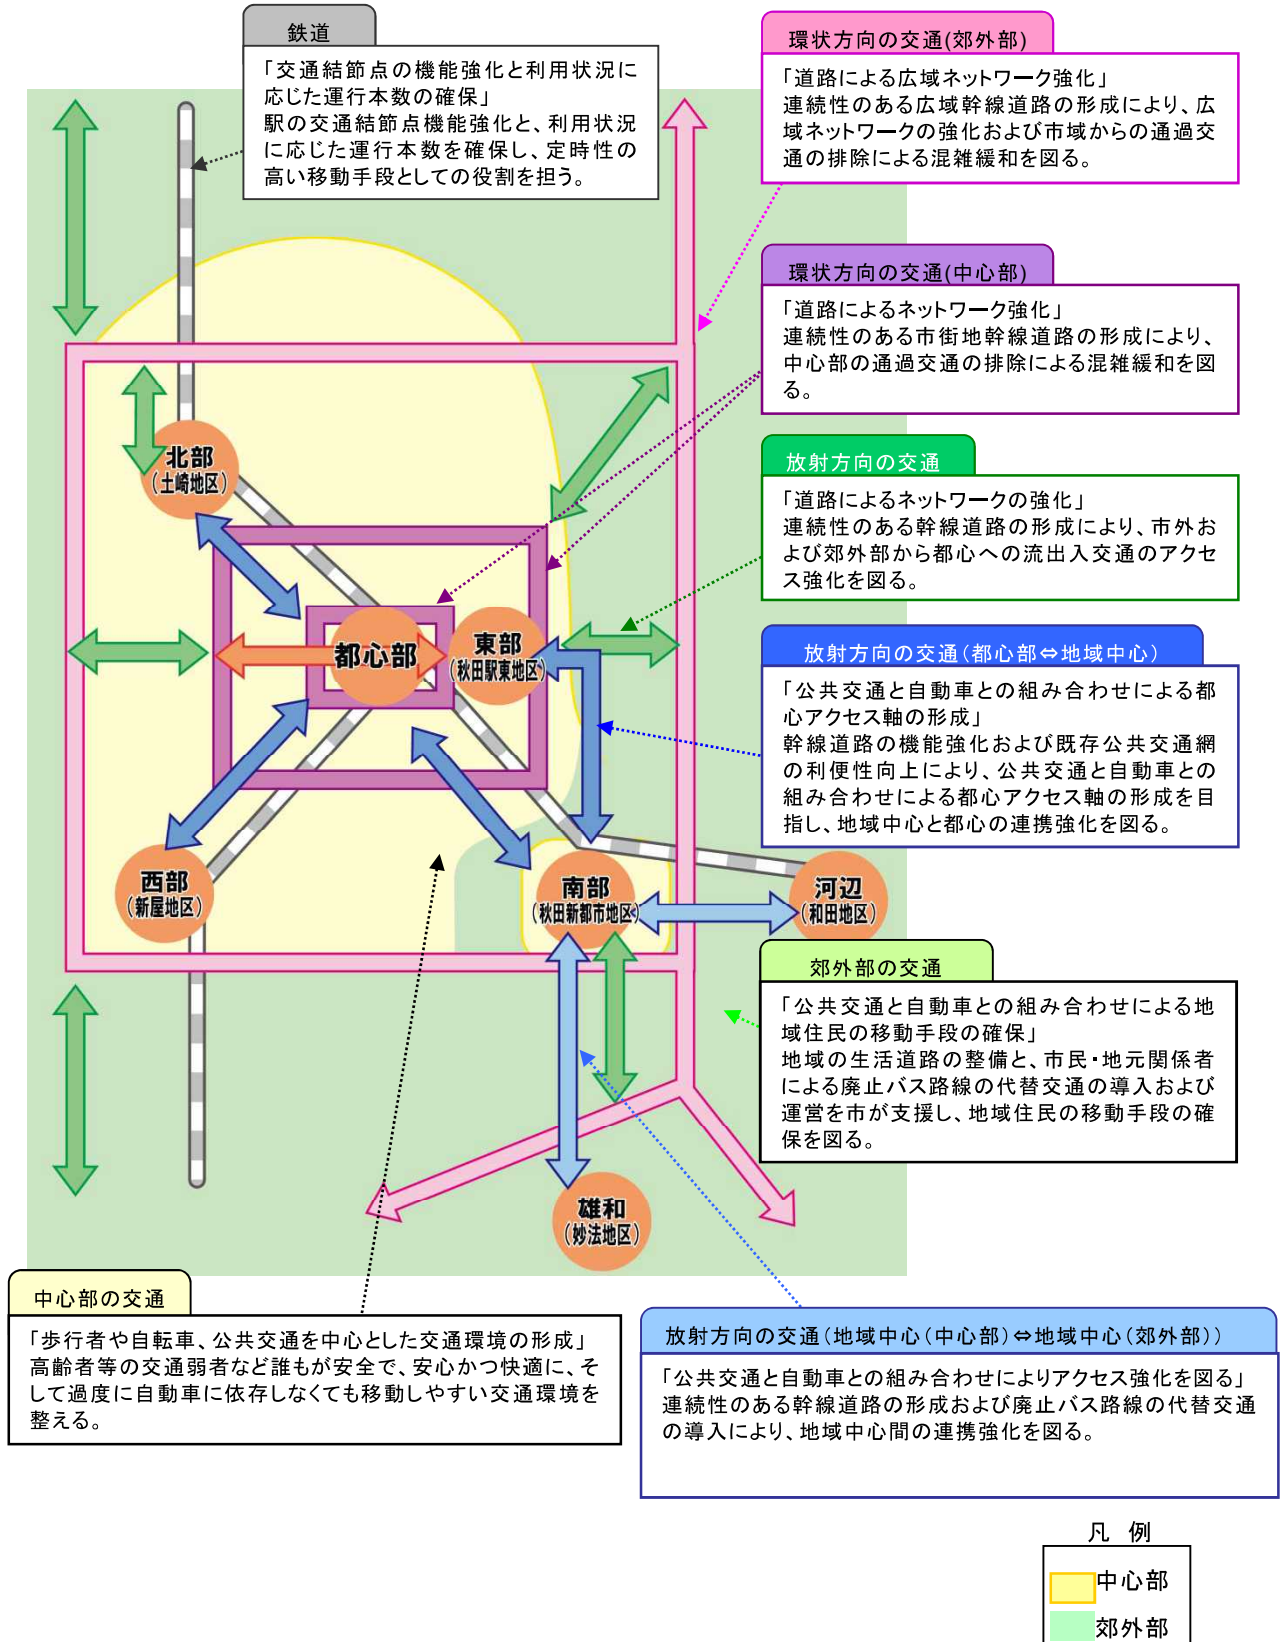 鉄道
「交通結節点の機能強化と利用状況に
応じた運行本数の確保」
駅の交通結節点機能強化と、利用状況
に応じた運行本数を確保し、定時性の
高い移動手段としての役割を担う。
環状方向の交通(郊外部)
「道路による広域ネットワーク強化」
連続性のある広域幹線道路の形成により、広
域ネットワークの強化および市域からの通過交
通の排除による混雑緩和を図る。
環状方向の交通(中心部)
「道路によるネットワーク強化」
連続性のある市街地幹線道路の形成により、
中心部の通過交通の排除による混雑緩和を図
る。
放射方向の交通
「道路によるネットワークの強化」
連続性のある幹線道路の形成により、市外お
よび郊外部から都心への流出入交通のアクセ
ス強化を図る。
北部
(土崎地区)
都心部
東部
(秋田駅東地区)
放射方向の交通(都心部⇔地域中心)
「公共交通と自動車との組み合わせによる都
心アクセス軸の形成」
幹線道路の機能強化および既存公共交通網
の利便性向上により、公共交通と自動車との
組み合わせによる都心アクセス軸の形成を目
指し、地域中心と都心の連携強化を図る。
西部
(新屋地区)
南部
(秋田新都市地区)
河辺
(和田地区)
郊外部の交通
「公共交通と自動車との組み合わせによる地
域住民の移動手段の確保」
地域の生活道路の整備と、市民・地元関係者
による廃止バス路線の代替交通の導入および
運営を市が支援し、地域住民の移動手段の確
保を図る。
雄和
(妙法地区)
中心部の交通
「歩行者や自転車、公共交通を中心とした交通環境の形成」
高齢者等の交通弱者など誰もが安全で、安心かつ快適に、そ
して過度に自動車に依存しなくても移動しやすい交通環境を
整える。
放射方向の交通(地域中心(中心部)⇔地域中心(郊外部))
「公共交通と自動車との組み合わせによりアクセス強化を図る」
連続性のある幹線道路の形成および廃止バス路線の代替交通
の導入により、地域中心間の連携強化を図る。
凡 例
中心部
郊外部